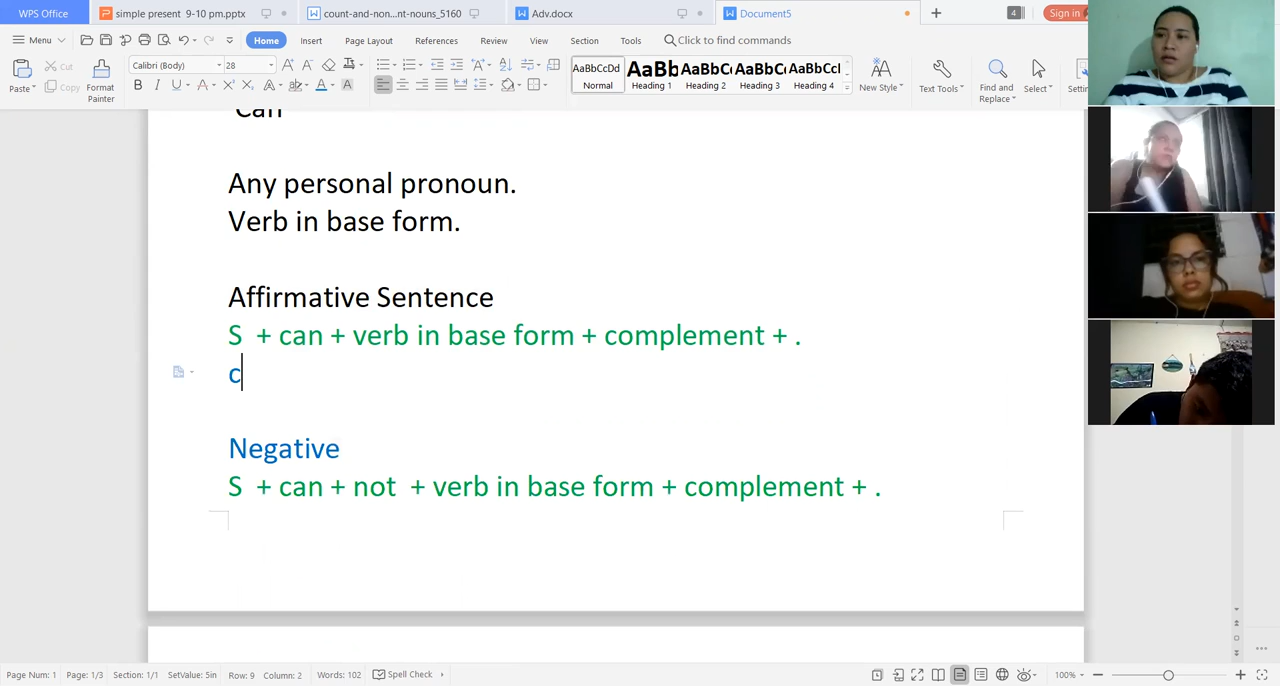 WPS Office
simple present 9-10 pm.pptx
count-and-non...nt-nouns_5160
Adv.docx
Document5
4
Sign in
Menu
Home
Insert
Page Layout
References
Review
View
Section
Tools
Click to find commands
Paste
Cut
Copy
Format Painter
Calibri (Body)
28
AaBbCcDd
Normal
AaBb
Heading 1
AaBbC
Heading 2
AaBbC
Heading 3
AaBbCcl
Heading 4
New Style
Text Tools
Find and Replace
Select
Settin
Can
Any personal pronoun.
Verb in base form.
Affirmative Sentence
S + can + verb in base form + complement + .
c
Negative
S + can + not + verb in base form + complement + .
Page Num: 1
Page: 1/3
Section: 1/1
SetValue: 5in
Row: 9
Column: 2
Words: 102
Spell Check
100%